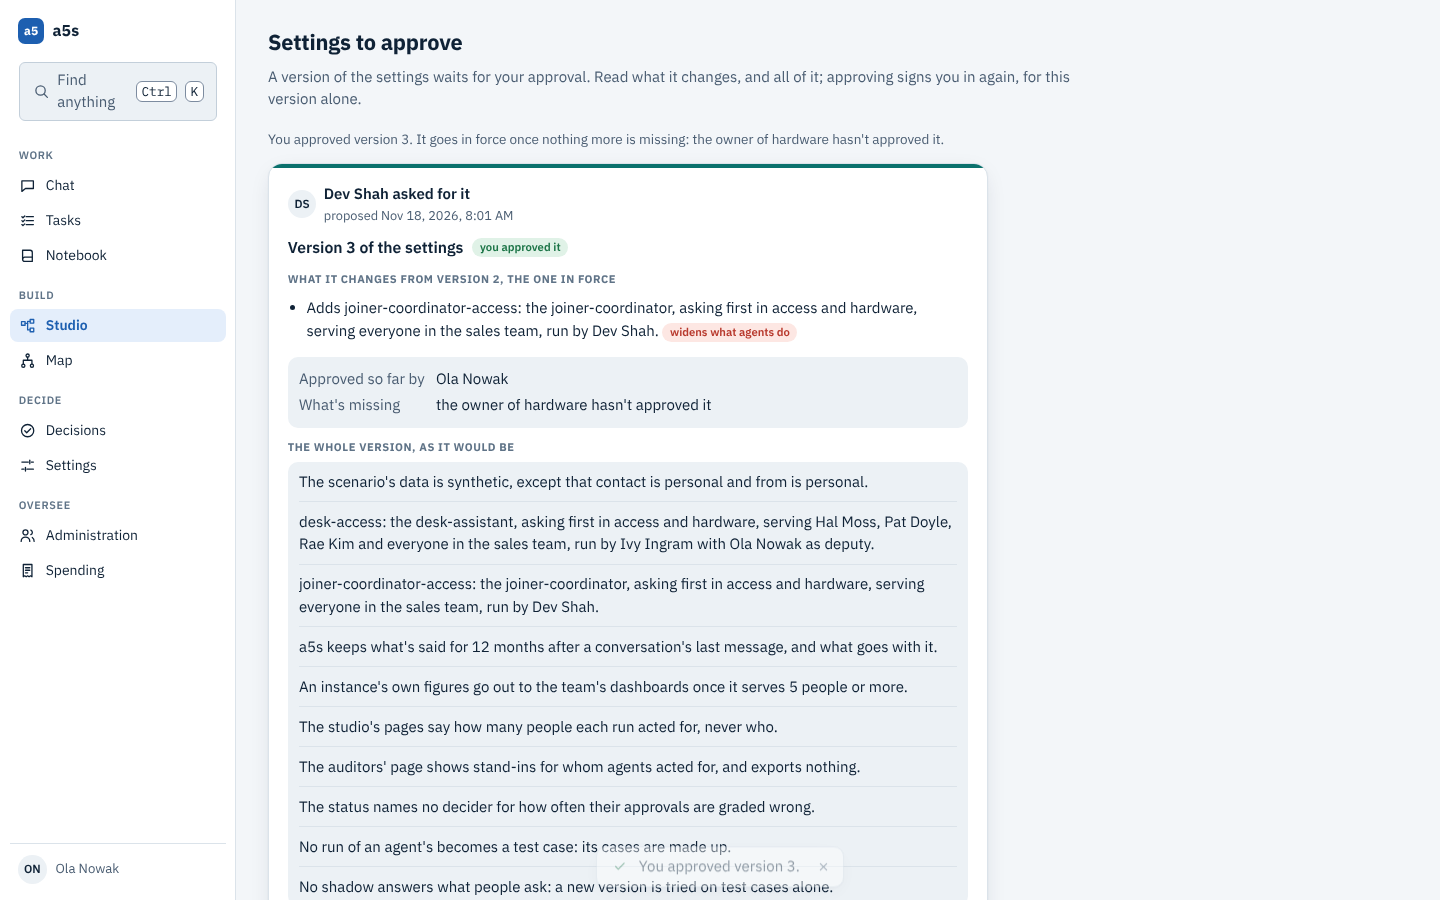 a5 a5s
Find anything Ctrl K
WORK
Chat
Tasks
Notebook
BUILD
Studio
Map
DECIDE
Decisions
Settings
OVERSEE
Administration
Spending
ON Ola Nowak
Settings to approve
A version of the settings waits for your approval. Read what it changes, and all of it; approving signs you in again, for this
version alone.
You approved version 3. It goes in force once nothing more is missing: the owner of hardware hasn't approved it.
DS Dev Shah asked for it
proposed Nov 18, 2026, 8:01 AM
Version 3 of the settings you approved it
WHAT IT CHANGES FROM VERSION 2, THE ONE IN FORCE
• Adds joiner-coordinator-access: the joiner-coordinator, asking first in access and hardware,
serving everyone in the sales team, run by Dev Shah. widens what agents do
Approved so far by Ola Nowak
What's missing the owner of hardware hasn't approved it
THE WHOLE VERSION, AS IT WOULD BE
The scenario's data is synthetic, except that contact is personal and from is personal.
desk-access: the desk-assistant, asking first in access and hardware, serving Hal Moss, Pat Doyle,
Rae Kim and everyone in the sales team, run by Ivy Ingram with Ola Nowak as deputy.
joiner-coordinator-access: the joiner-coordinator, asking first in access and hardware, serving
everyone in the sales team, run by Dev Shah.
a5s keeps what's said for 12 months after a conversation's last message, and what goes with it.
An instance's own figures go out to the team's dashboards once it serves 5 people or more.
The studio's pages say how many people each run acted for, never who.
The auditors' page shows stand-ins for whom agents acted for, and exports nothing.
The status names no decider for how often their approvals are graded wrong.
No run of an agent's becomes a test case: its cases are made up.
You approved version 3.
No shadow answers what people ask: a new version is tried on test cases alone.